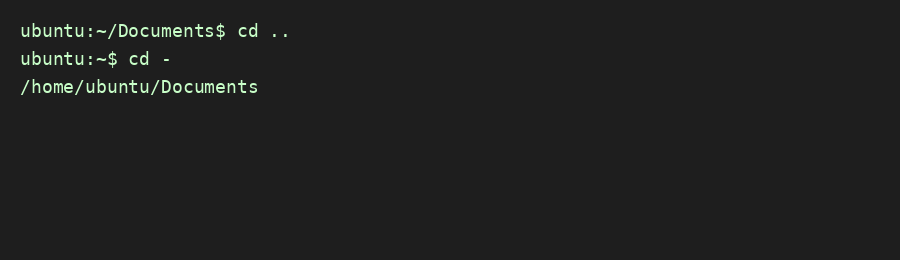 ubuntu:~/Documents$ cd ..
ubuntu:~$ cd -
/home/ubuntu/Documents